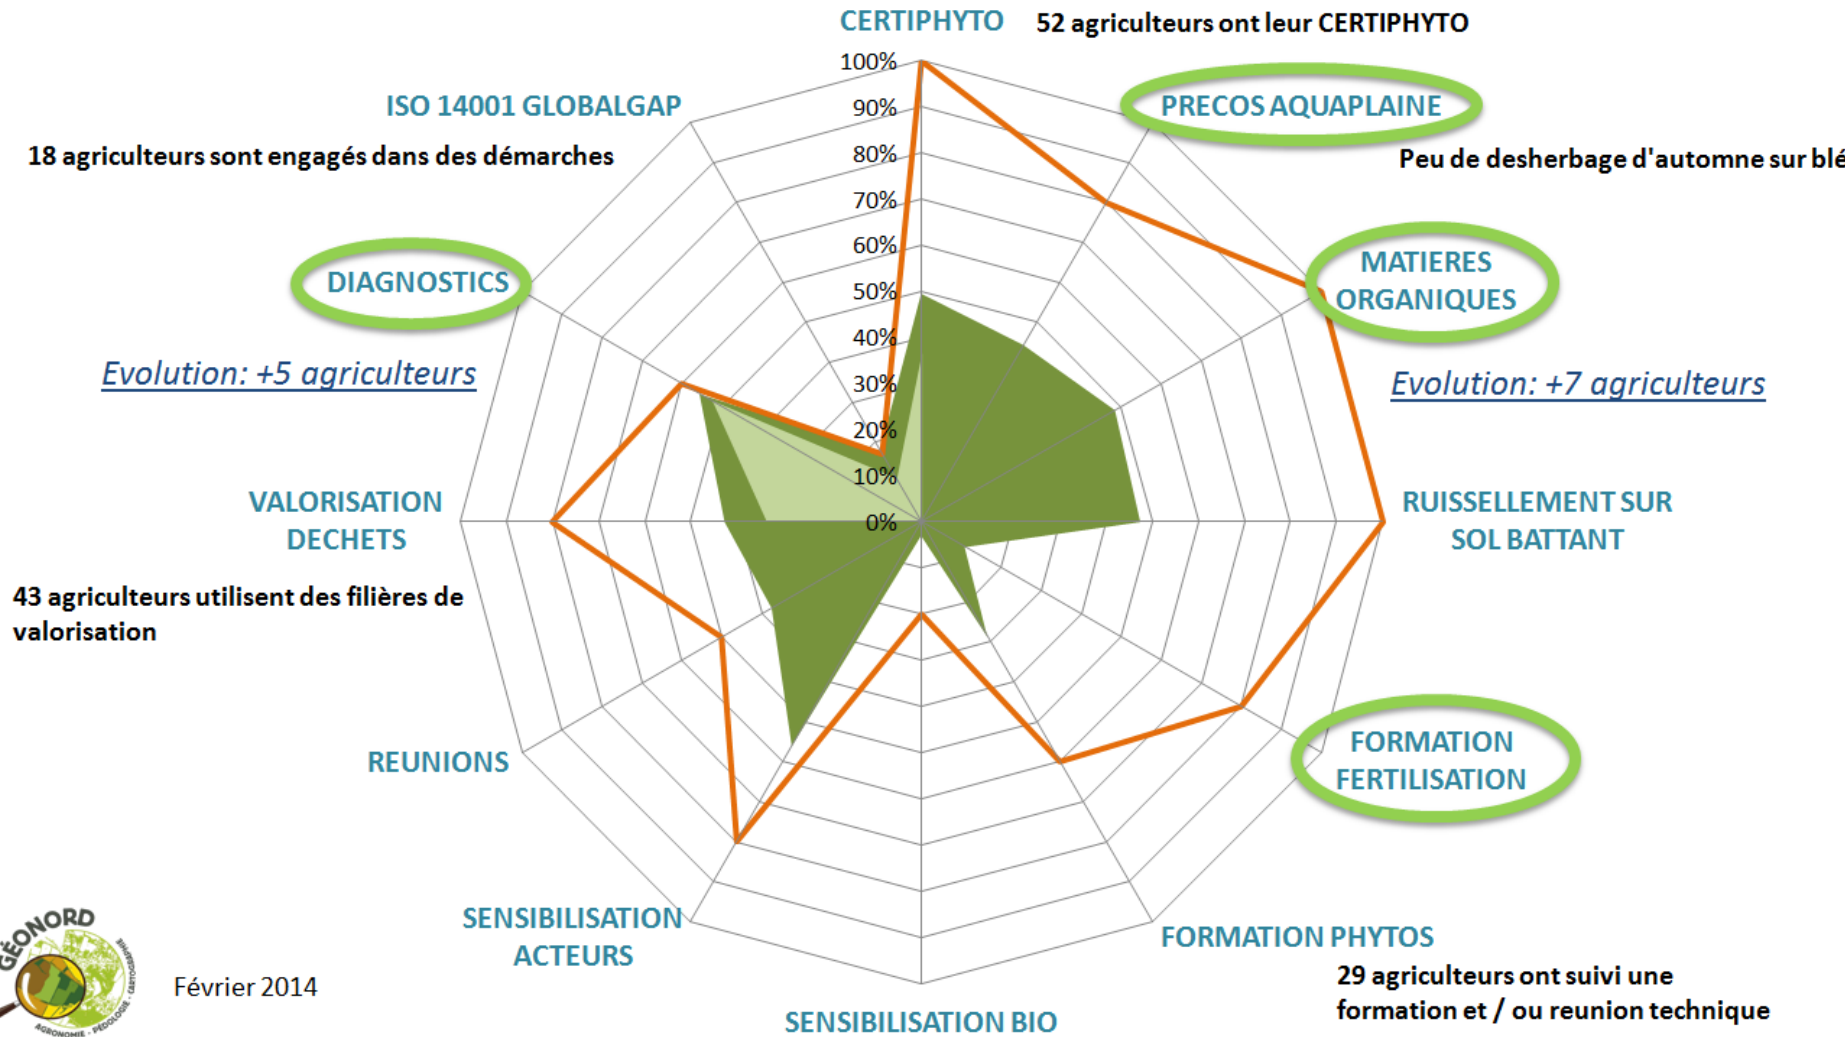 CERTIPHYTO
52 agriculteurs ont leur CERTIPHYTO
100%
90%
80%
70%
60%
50%
40%
30%
20%
10%
0%
ISO 14001 GLOBALGAP
18 agriculteurs sont engagés dans des démarches
PRECOS AQUAPLAINE
Peu de desherbage d'automne sur blé
DIAGNOSTICS
Evolution: +5 agriculteurs
MATIERES
ORGANIQUES
Evolution: +7 agriculteurs
VALORISATION
DECHETS
43 agriculteurs utilisent des filières de
valorisation
RUISSELLEMENT SUR
SOL BATTANT
REUNIONS
FORMATION
FERTILISATION
SENSIBILISATION
ACTEURS
FORMATION PHYTOS
29 agriculteurs ont suivi une
formation et / ou reunion technique
SENSIBILISATION BIO
GÉONORD
AGRONOMIE - PÉDOLOGIE - CARTOGRAPHIE
Février 2014